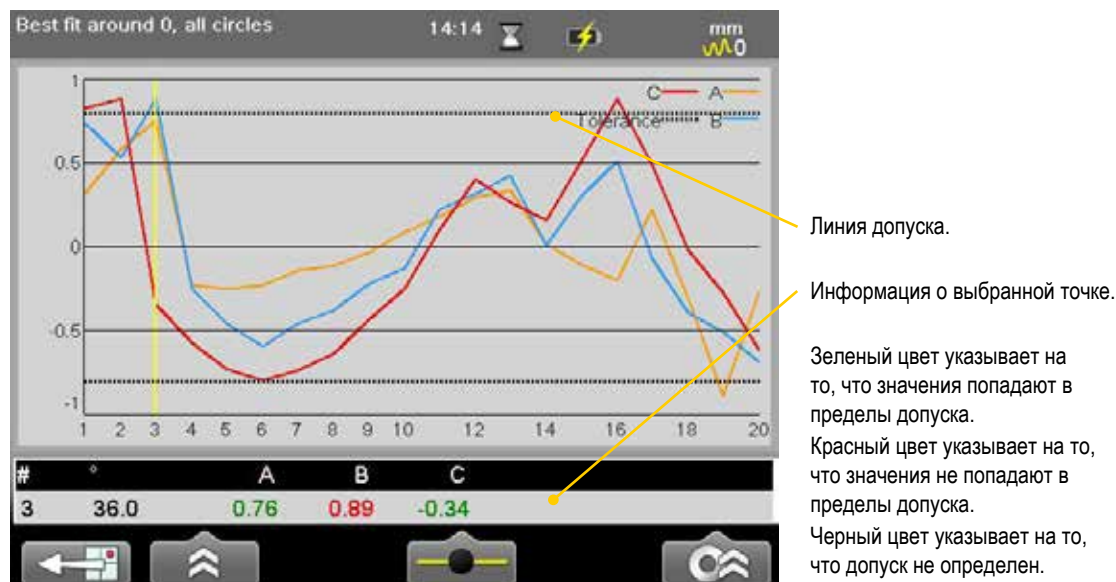 Best fit around 0, all circles 14:14 mm
0
1
C A
Tolerance B
0.5
0
-0.5
-1
1 2 3 4 5 6 7 8 9 10 12 14 16 18 20
# ° A B C
3 36.0 0.76 0.89 -0.34
Линия допуска.
Информация о выбранной точке.
Зеленый цвет указывает на
то, что значения попадают в
пределы допуска.
Красный цвет указывает на то,
что значения не попадают в
пределы допуска.
Черный цвет указывает на то,
что допуск не определен.